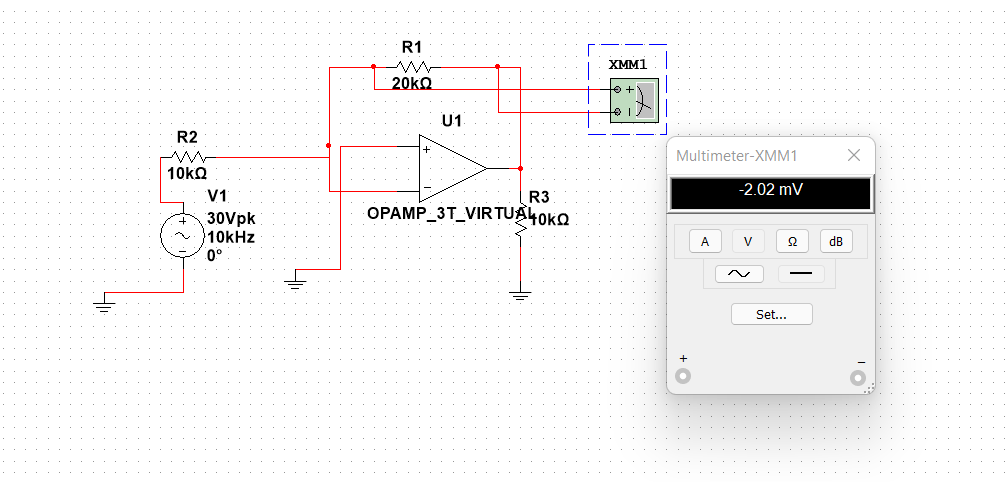 R1
20kΩ
XMM1
+
U1
+
R2
10kΩ
V1
30Vpk
10kHz
0°
OPAMP_3T_VIRTUAL
R3
10kΩ
Multimeter-XMM1
-2.02 mV
A V Ω dB
Set...
+ −